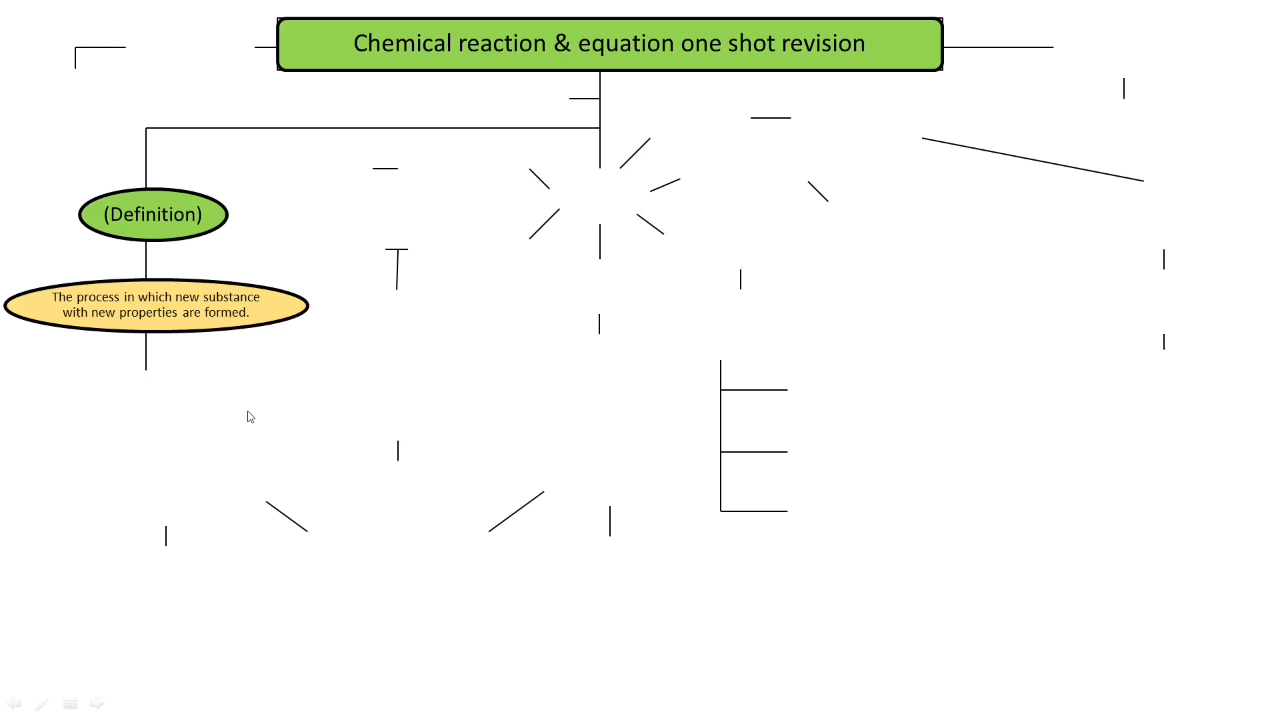 Chemical reaction & equation one shot revision
(Definition)
The process in which new substance
with new properties are formed.